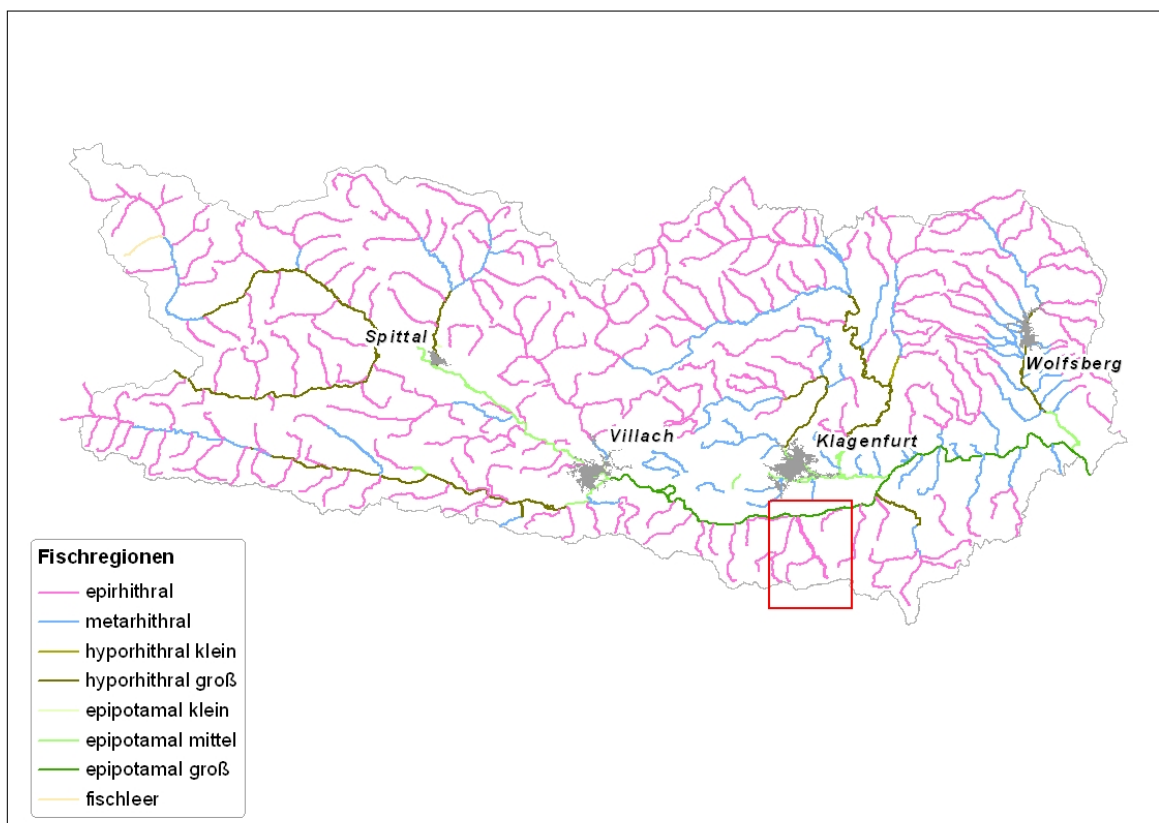 Spittal
Wolfsberg
Villach
Klagenfurt
Fischregionen
epirhithral
metarhithral
hyporhithral klein
hyporhithral groß
epipotamal klein
epipotamal mittel
epipotamal groß
fischleer